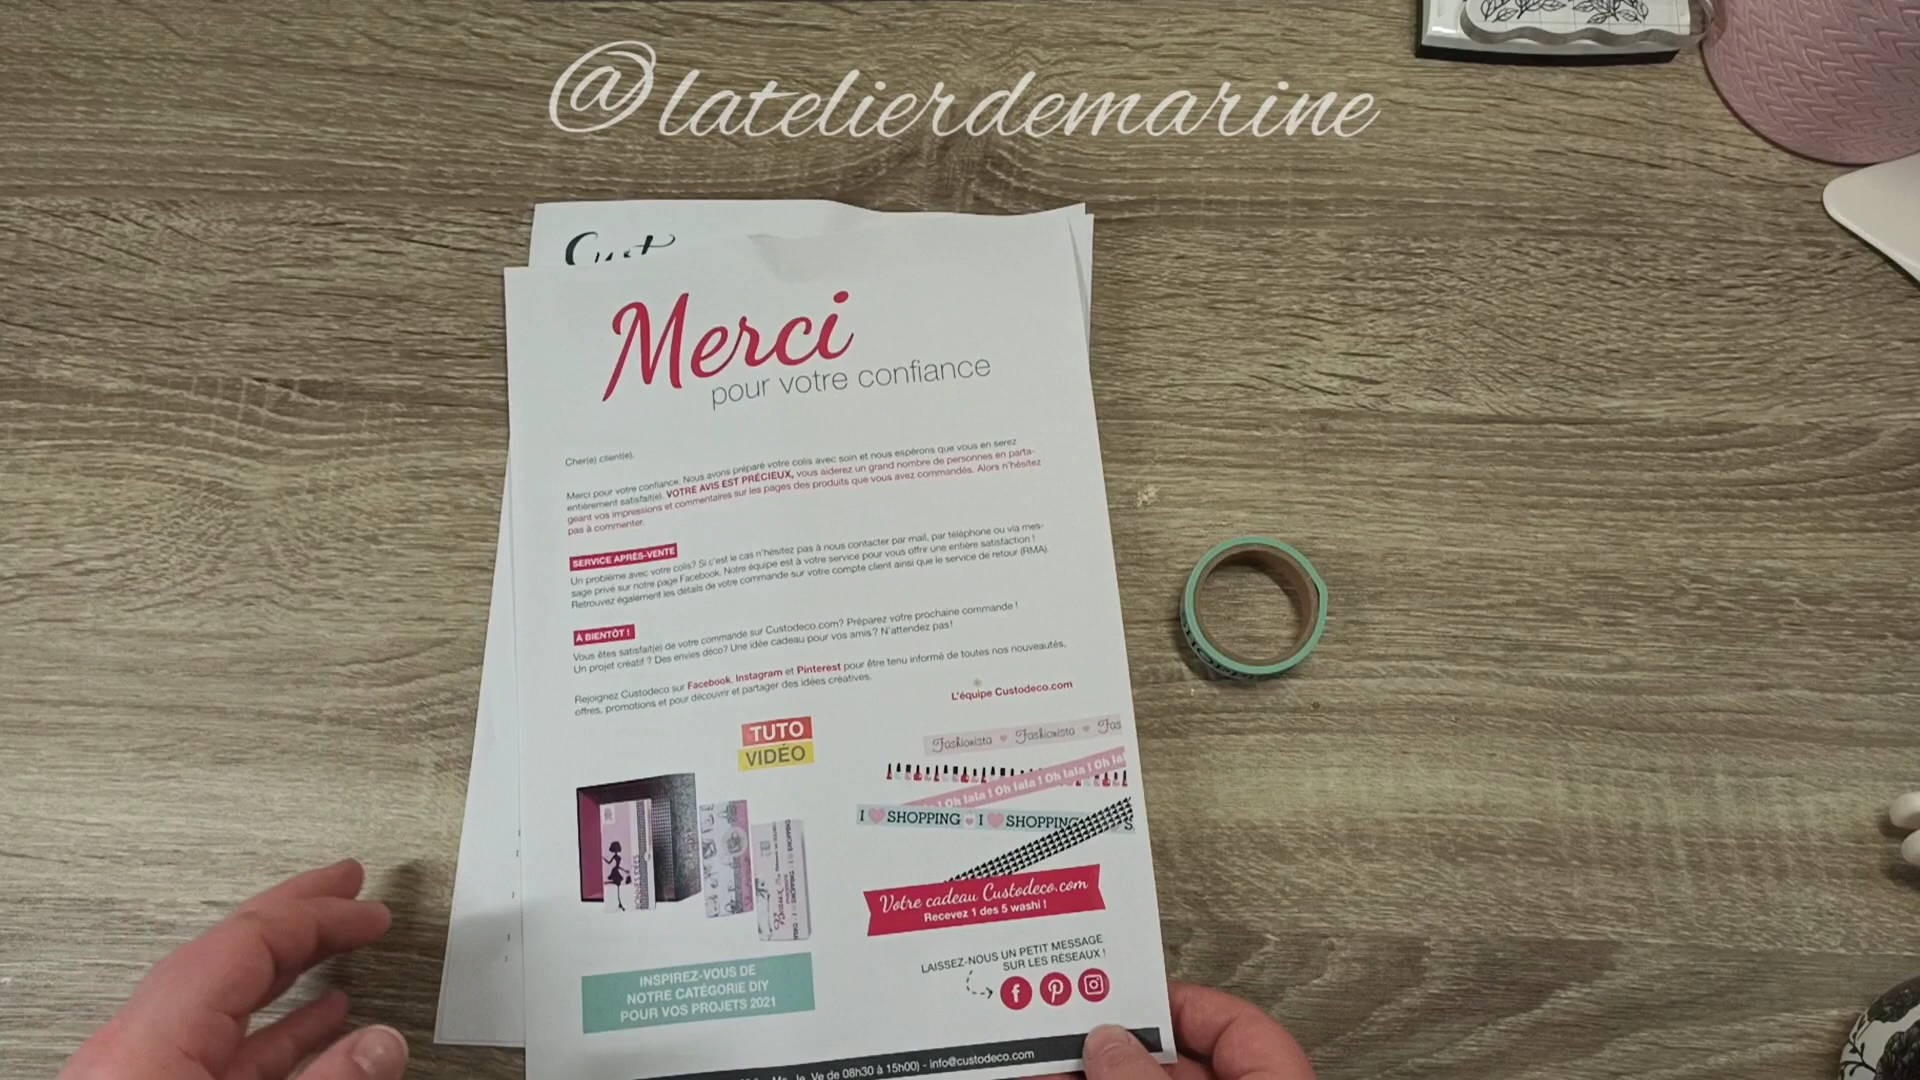 @latelierdemarine
Cust
Merci
pour votre confiance
Cher(e) client(e).
Merci pour votre confiance. Nous avons préparé votre colis avec soin et nous espérons que vous en serez
entièrement satisfait(e). VOTRE AVIS EST PRÉCIEUX, vous aiderez un grand nombre de personnes en parta-
geant vos impressions et commentaires sur les pages des produits que vous avez commandés. Alors n'hésitez
pas à commenter.
SERVICE APRÈS-VENTE
Un problème avec votre colis? Si c'est le cas n'hésitez pas à nous contacter par mail, par téléphone ou via mes-
sage privé sur notre page Facebook. Notre équipe est à votre service pour vous offrir une entière satisfaction !
Retrouvez également les détails de votre commande sur votre compte client ainsi que le service de retour (RMA).
À BIENTÔT !
Vous êtes satisfait(e) de votre commande sur Custodeco.com? Préparez votre prochaine commande !
Un projet créatif ? Des envies déco? Une idée cadeau pour vos amis? N'attendez pas!
Rejoignez Custodeco sur Facebook, Instagram et Pinterest pour être tenu informé de toutes nos nouveautés,
offres, promotions et pour découvrir et partager des idées créatives.
L'équipe Custodeco.com
TUTO
VIDÉO
Fashionista Fashionista Fas
! Oh lala ! Oh lala ! Oh la
I SHOPPING I SHOPPING S
Votre cadeau Custodeco.com
Recevez 1 des 5 washi !
INSPIREZ-VOUS DE
NOTRE CATÉGORIE DIY
POUR VOS PROJETS 2021
LAISSEZ-NOUS UN PETIT MESSAGE
SUR LES RÉSEAUX !
Je, Ve de 08h30 à 15h00) - info@custodeco.com